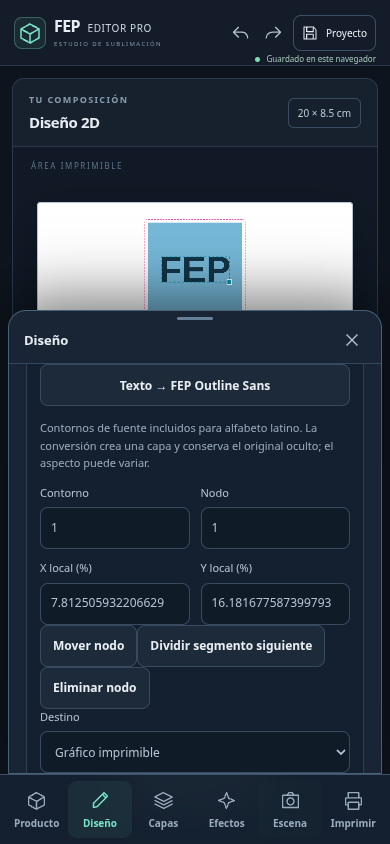 FEP EDITOR PRO
ESTUDIO DE SUBLIMACIÓN
Proyecto
Guardado en este navegador
TU COMPOSICIÓN
Diseño 2D
20 × 8.5 cm
ÁREA IMPRIMIBLE
FEP
Diseño
Texto → FEP Outline Sans
Contornos de fuente incluidos para alfabeto latino. La
conversión crea una capa y conserva el original oculto; el
aspecto puede variar.
Contorno Nodo
1 1
X local (%) Y local (%)
7.812505932206629 16.181677587399793
Mover nodo Dividir segmento siguiente
Eliminar nodo
Destino
Gráfico imprimible
Producto Diseño Capas Efectos Escena Imprimir